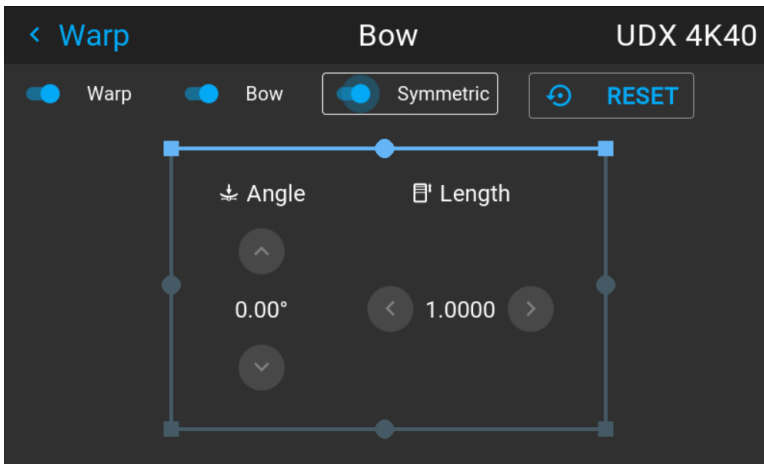 Warp Bow UDX 4K40
Warp Bow Symmetric RESET
Angle Length
0.00° 1.0000